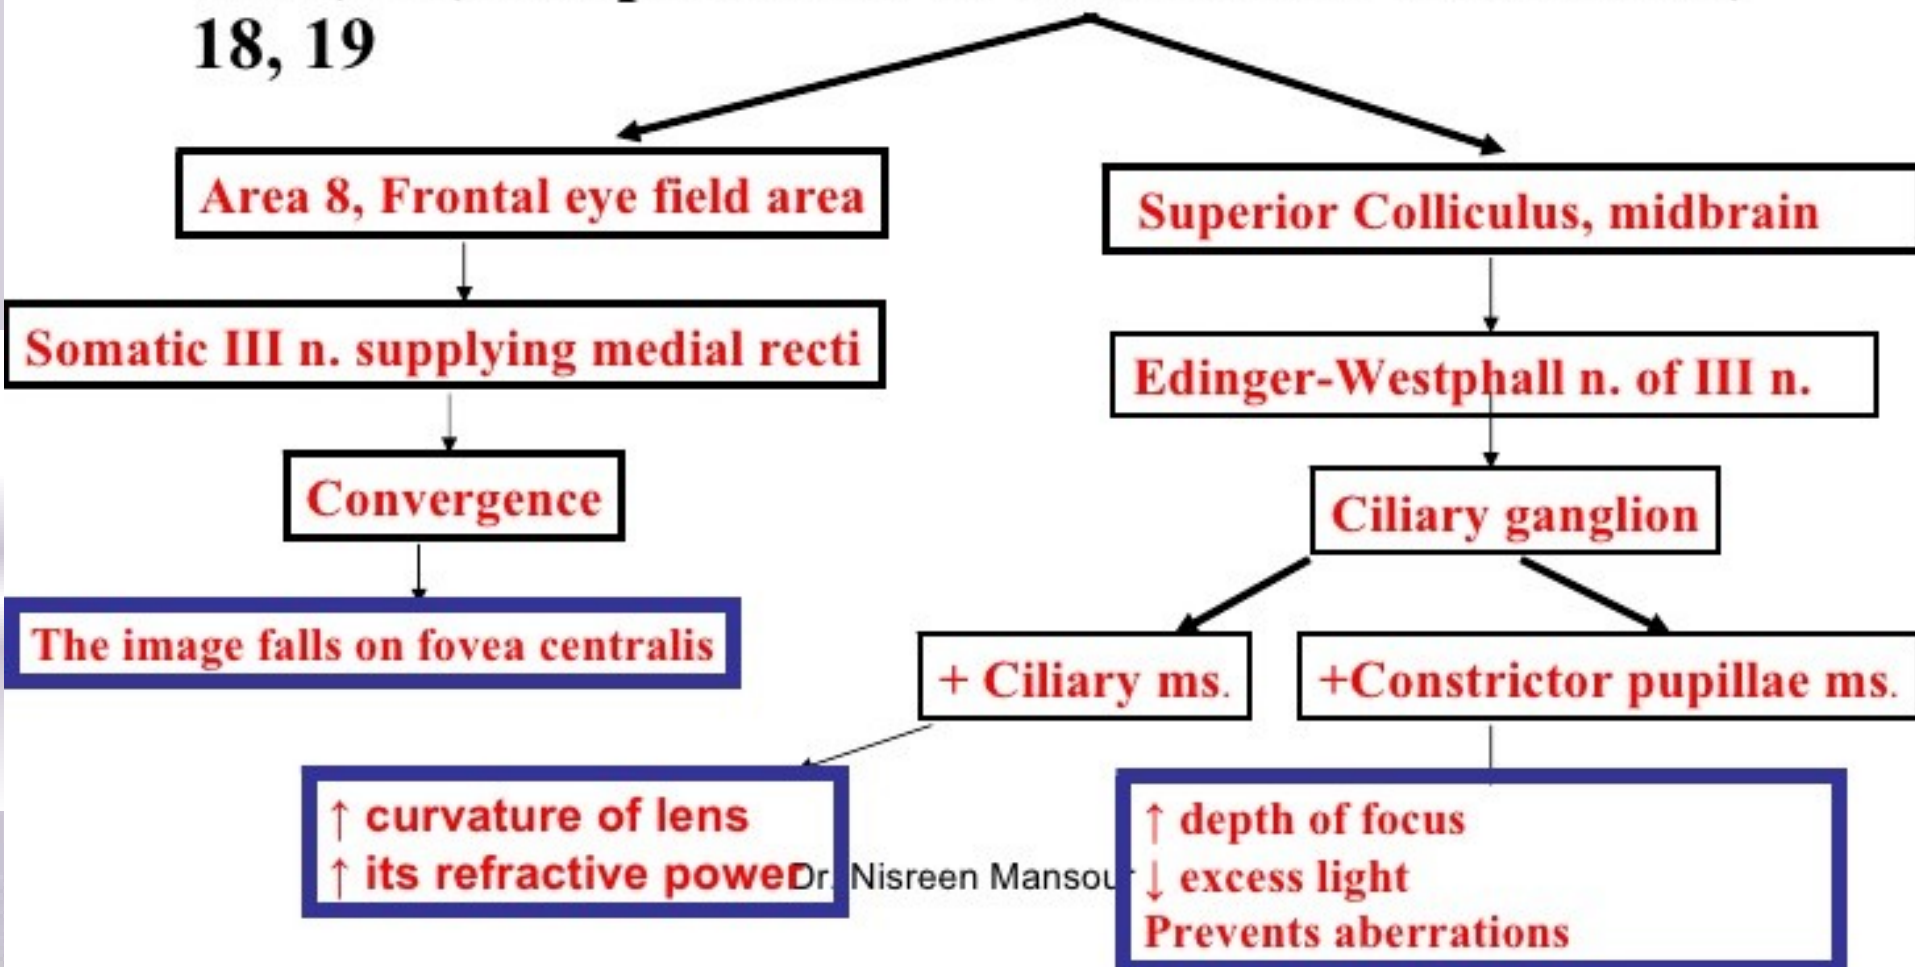 18, 19
Area 8, Frontal eye field area
Superior Colliculus, midbrain
Somatic III n. supplying medial recti
Edinger-Westphall n. of III n.
Convergence
Ciliary ganglion
The image falls on fovea centralis
+ Ciliary ms.
+Constrictor pupillae ms.
↑ curvature of lens
↑ its refractive power
Dr. Nisreen Mansour
↑ depth of focus
↓ excess light
Prevents aberrations